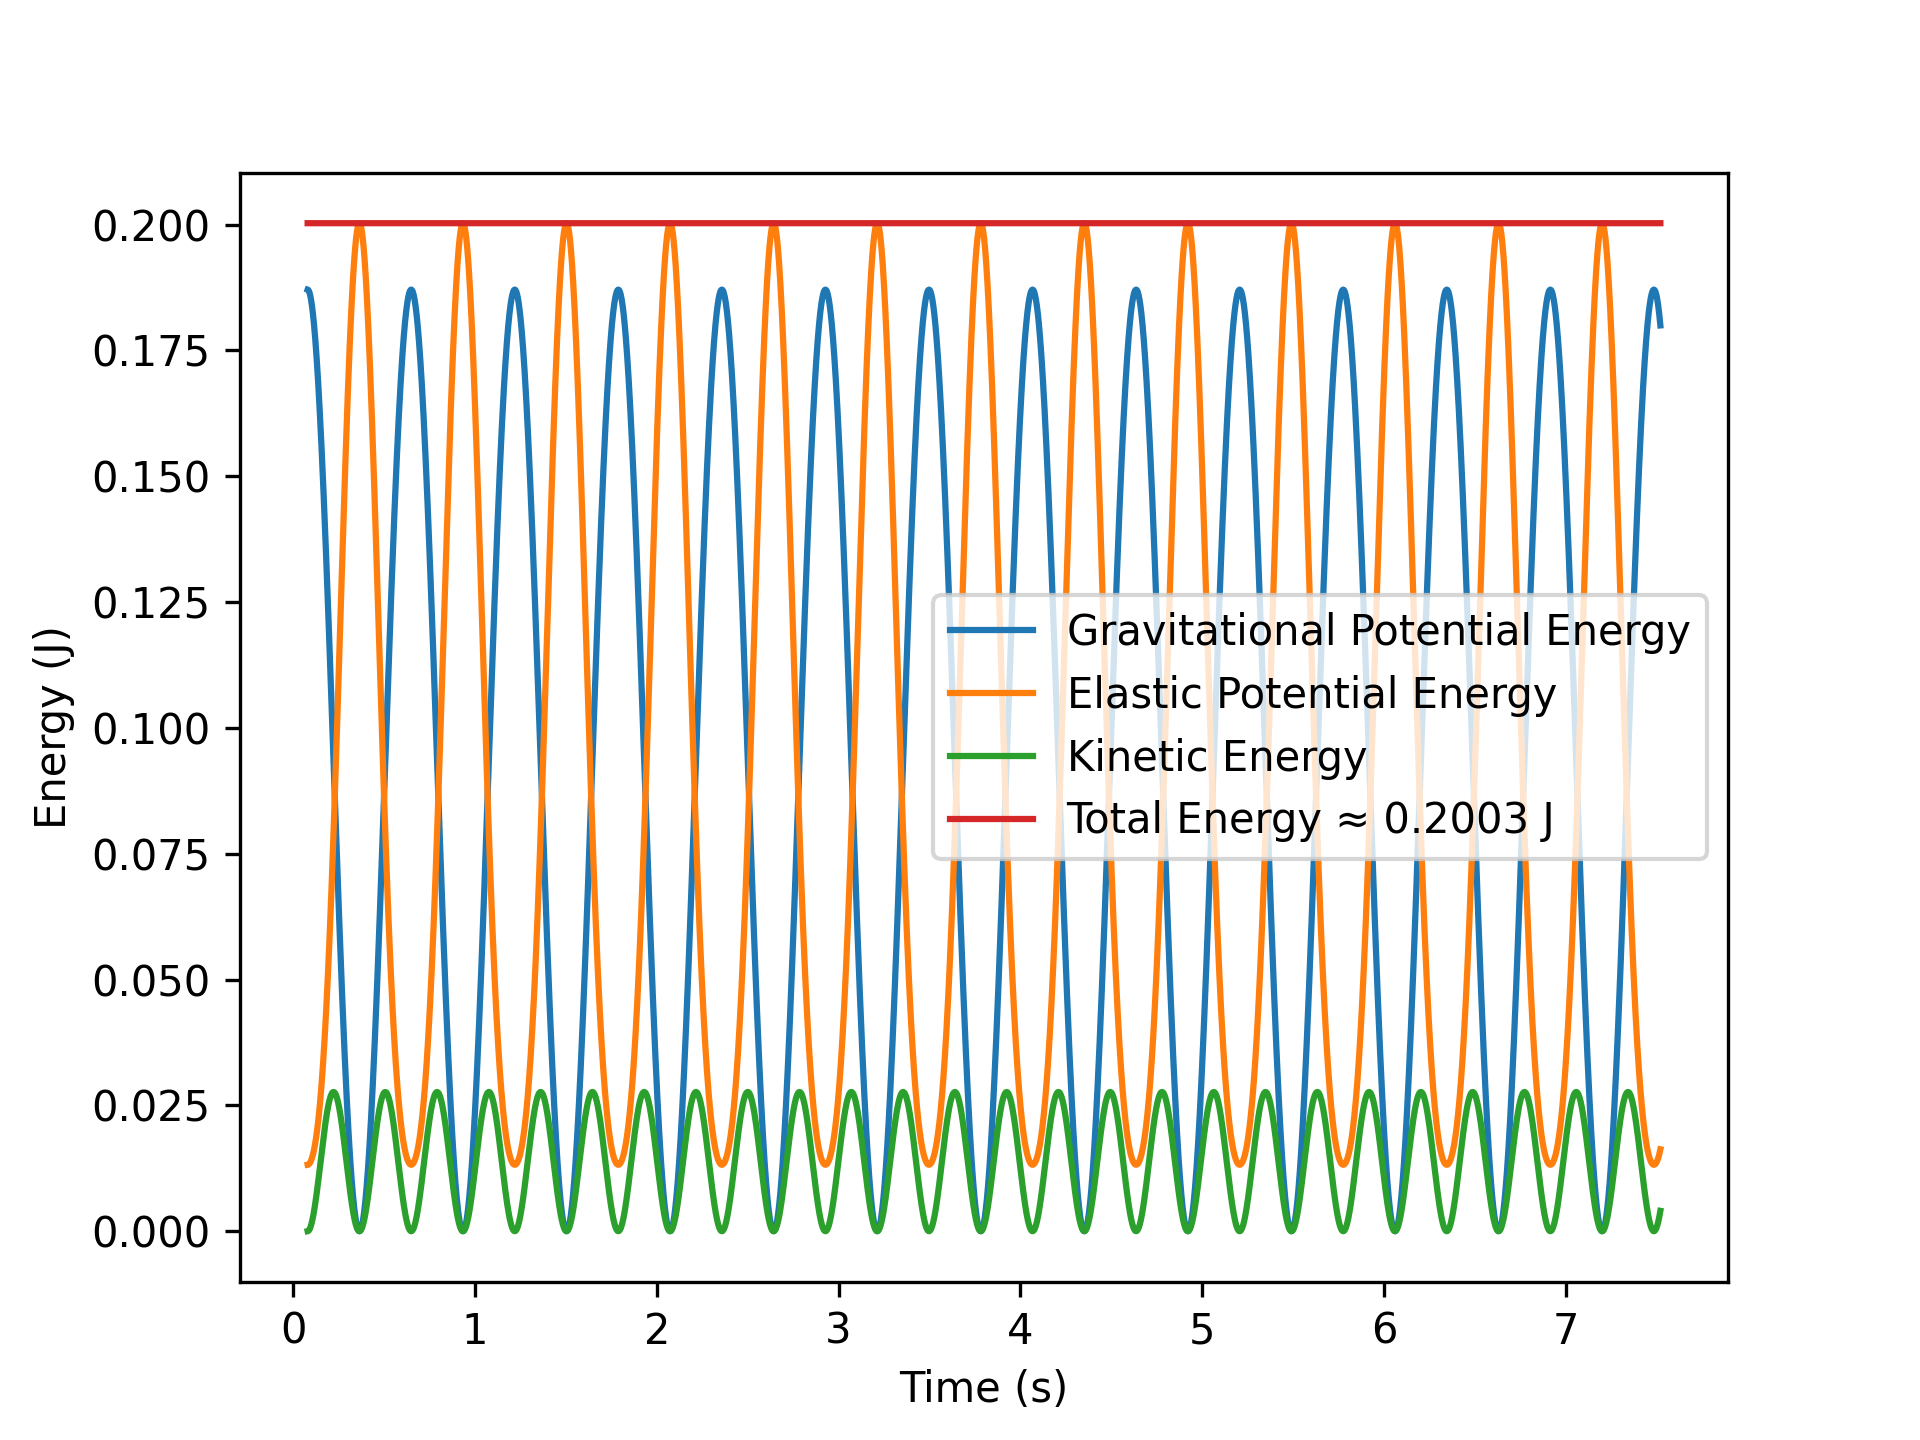 0.200
0.175
0.150
0.125
0.100
0.075
0.050
0.025
0.000
Energy (J)
Gravitational Potential Energy
Elastic Potential Energy
Kinetic Energy
Total Energy ≈ 0.2003 J
0 1 2 3 4 5 6 7
Time (s)